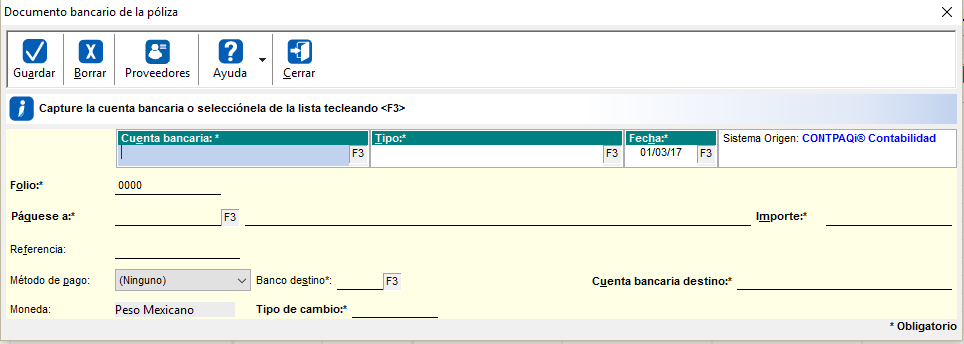 Documento bancario de la póliza
Guardar Borrar Proveedores Ayuda Cerrar
Capture la cuenta bancaria o selecciónela de la lista tecleando <F3>
Cuenta bancaria: * Tipo:* Fecha:* Sistema Origen: CONTPAQi® Contabilidad
F3 F3 01/03/17 F3
Folio:* 0000
Páguese a:* F3 Importe:*
Referencia:
Método de pago: (Ninguno) Banco destino*: F3 Cuenta bancaria destino:*
Moneda: Peso Mexicano Tipo de cambio:*
* Obligatorio